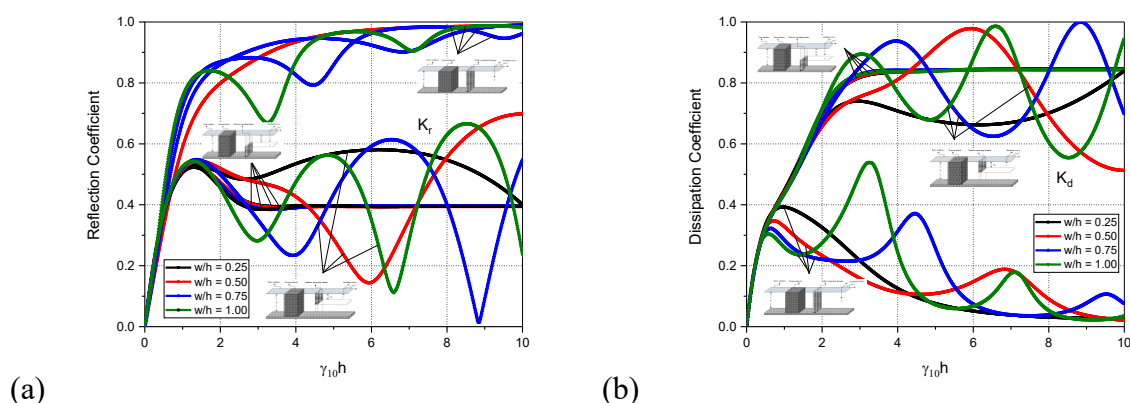 1.0
0.8
0.6
0.4
0.2
0.0
Reflection Coefficient
K_r
w/h = 0.25
w/h = 0.50
w/h = 0.75
w/h = 1.00
0 2 4 6 8 10
γ₁₀h
(a)
1.0
0.8
0.6
0.4
0.2
0.0
Dissipation Coefficient
K_d
w/h = 0.25
w/h = 0.50
w/h = 0.75
w/h = 1.00
0 2 4 6 8 10
γ₁₀h
(b)